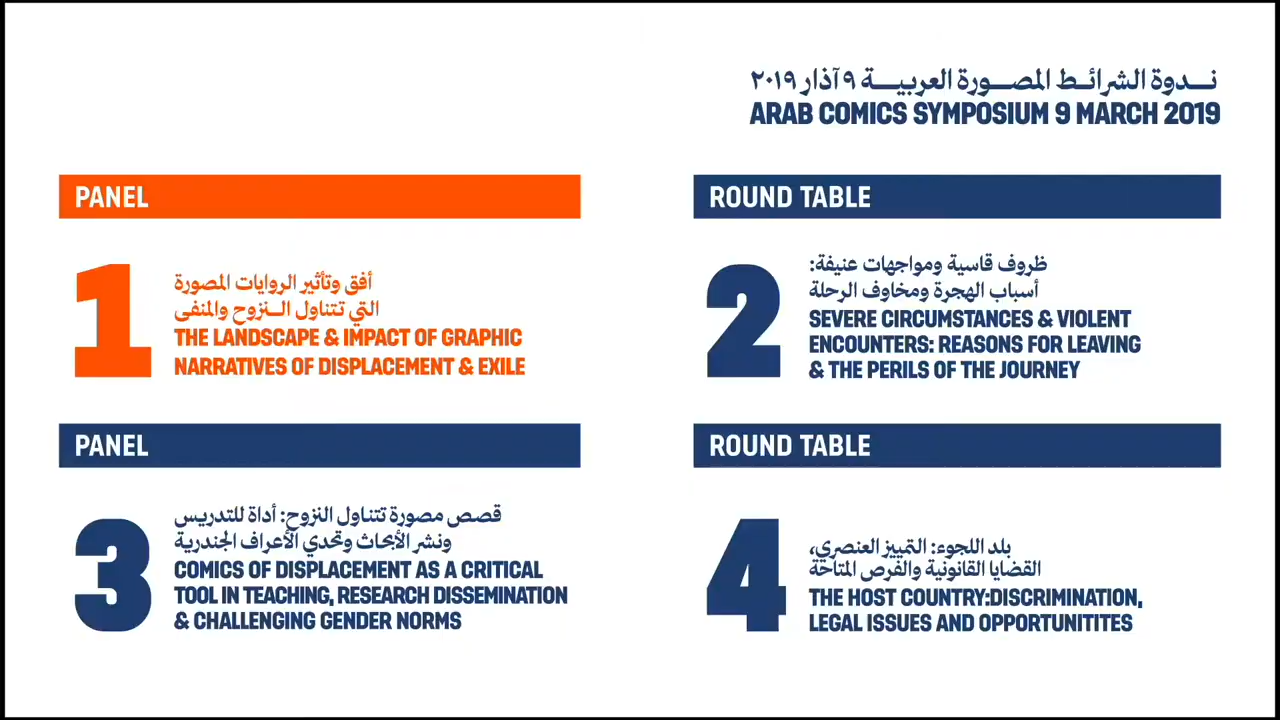 ندوة الشرائط المصورة العربية ٩ آذار ٢٠١٩
ARAB COMICS SYMPOSIUM 9 MARCH 2019
PANEL
1
أفق وتأثير الروايات المصورة
التي تتناول النزوح والمنفى
THE LANDSCAPE & IMPACT OF GRAPHIC
NARRATIVES OF DISPLACEMENT & EXILE
ROUND TABLE
2
ظروف قاسية ومواجهات عنيفة:
أسباب الهجرة ومخاوف الرحلة
SEVERE CIRCUMSTANCES & VIOLENT
ENCOUNTERS: REASONS FOR LEAVING
& THE PERILS OF THE JOURNEY
PANEL
3
قصص مصورة تتناول النزوح: أداة للتدريس
ونشر الأبحاث وتحدي الأعراف الجندرية
COMICS OF DISPLACEMENT AS A CRITICAL
TOOL IN TEACHING, RESEARCH DISSEMINATION
& CHALLENGING GENDER NORMS
ROUND TABLE
4
بلد اللجوء: التمييز العنصري،
القضايا القانونية والفرص المتاحة
THE HOST COUNTRY:DISCRIMINATION,
LEGAL ISSUES AND OPPORTUNITITES